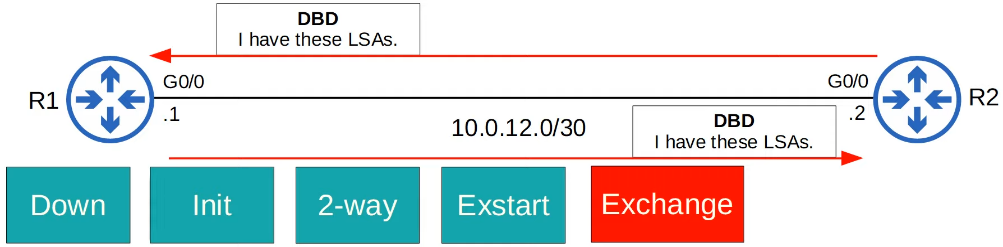 DBD
I have these LSAs.
G0/0
G0/0
R1
R2
.1
.2
10.0.12.0/30
DBD
I have these LSAs.
Down
Init
2-way
Exstart
Exchange